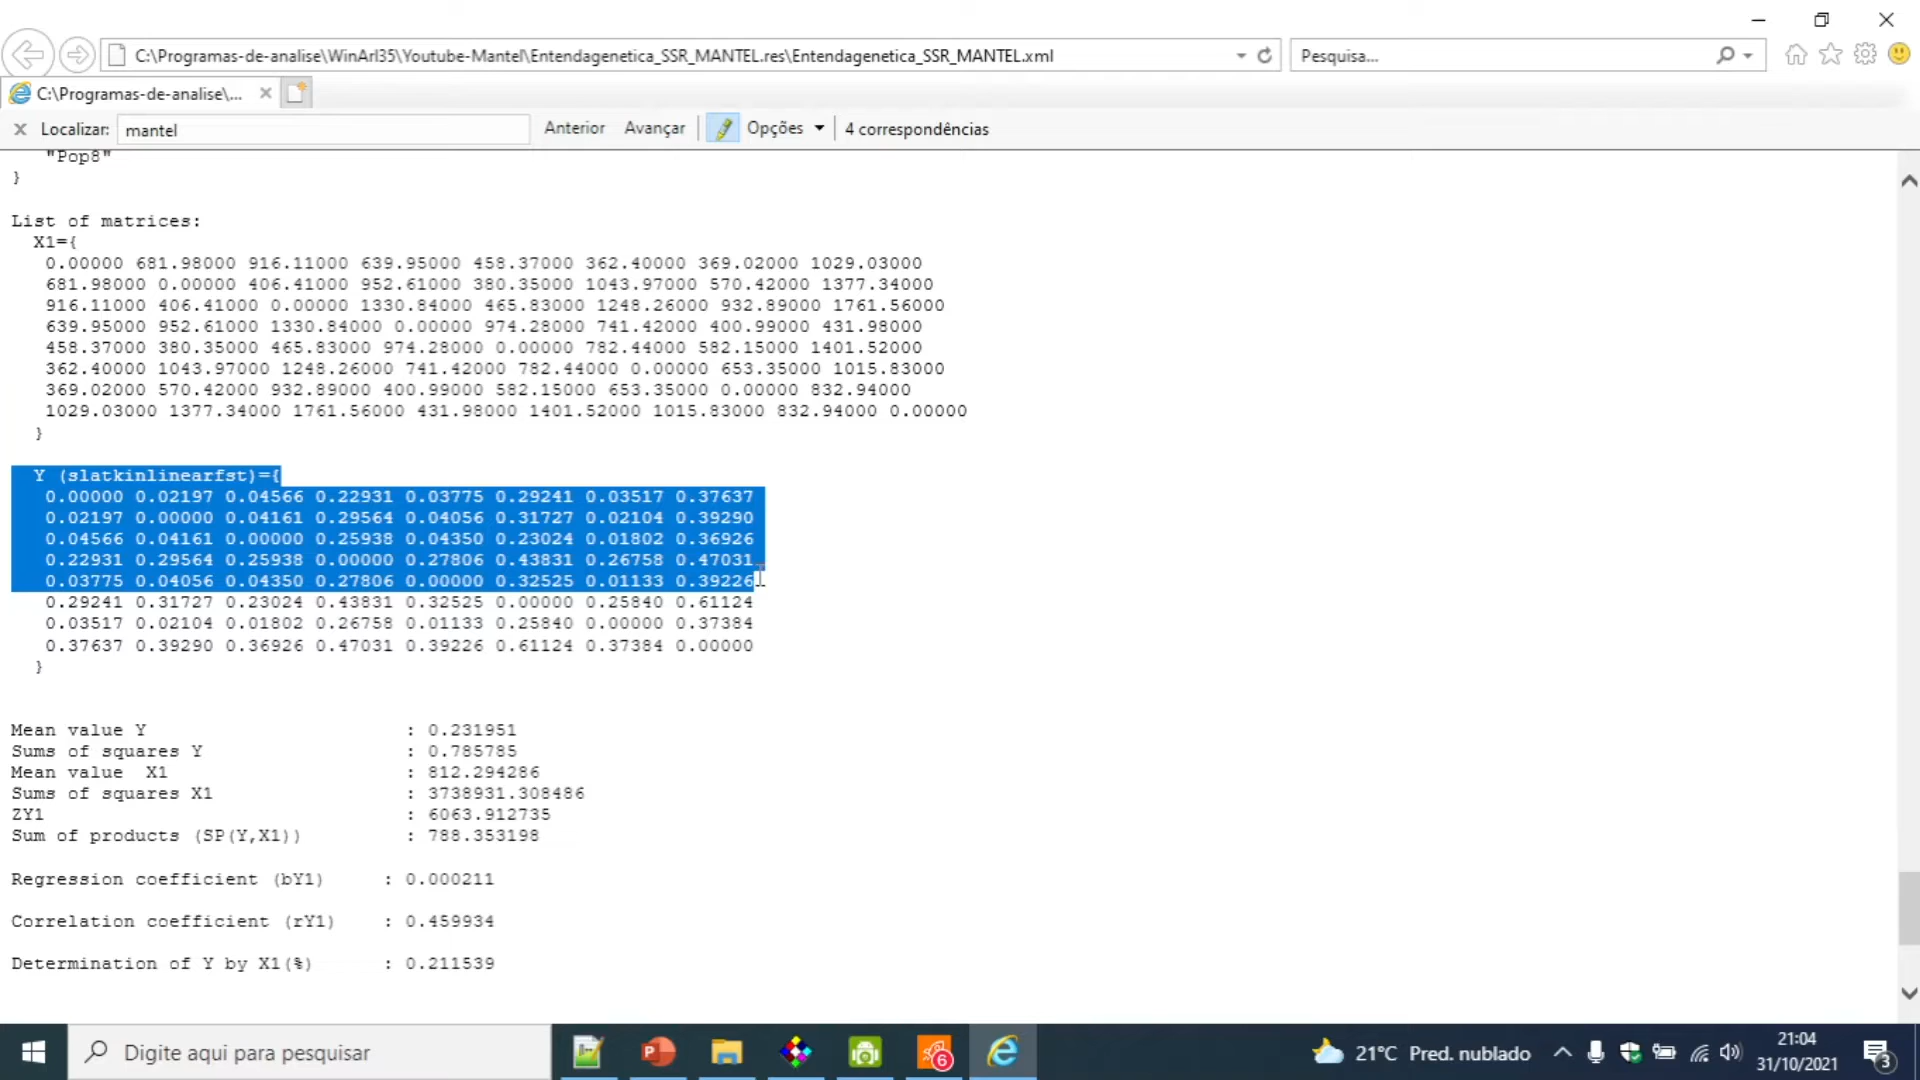 C:\Programas-de-analise\WinArl35\Youtube-Mantel\Entendagenetica_SSR_MANTEL.res\Entendagenetica_SSR_MANTEL.xml
Pesquisa...
C:\Programas-de-analise\...
Localizar: mantel Anterior Avançar Opções 4 correspondências
"Pop8"
}
List of matrices:
X1={
0.00000 681.98000 916.11000 639.95000 458.37000 362.40000 369.02000 1029.03000
681.98000 0.00000 406.41000 952.61000 380.35000 1043.97000 570.42000 1377.34000
916.11000 406.41000 0.00000 1330.84000 465.83000 1248.26000 932.89000 1761.56000
639.95000 952.61000 1330.84000 0.00000 974.28000 741.42000 400.99000 431.98000
458.37000 380.35000 465.83000 974.28000 0.00000 782.44000 582.15000 1401.52000
362.40000 1043.97000 1248.26000 741.42000 782.44000 0.00000 653.35000 1015.83000
369.02000 570.42000 932.89000 400.99000 582.15000 653.35000 0.00000 832.94000
1029.03000 1377.34000 1761.56000 431.98000 1401.52000 1015.83000 832.94000 0.00000
}
Y (slatkinlinearfst)={
0.00000 0.02197 0.04566 0.22931 0.03775 0.29241 0.03517 0.37637
0.02197 0.00000 0.04161 0.29564 0.04056 0.31727 0.02104 0.39290
0.04566 0.04161 0.00000 0.25938 0.04350 0.23024 0.01802 0.36926
0.22931 0.29564 0.25938 0.00000 0.27806 0.43831 0.26758 0.47031
0.03775 0.04056 0.04350 0.27806 0.00000 0.32525 0.01133 0.39226
0.29241 0.31727 0.23024 0.43831 0.32525 0.00000 0.25840 0.61124
0.03517 0.02104 0.01802 0.26758 0.01133 0.25840 0.00000 0.37384
0.37637 0.39290 0.36926 0.47031 0.39226 0.61124 0.37384 0.00000
}
Mean value Y : 0.231951
Sums of squares Y : 0.785785
Mean value X1 : 812.294286
Sums of squares X1 : 3738931.308486
ZY1 : 6063.912735
Sum of products (SP(Y,X1)) : 788.353198
Regression coefficient (bY1) : 0.000211
Correlation coefficient (rY1) : 0.459934
Determination of Y by X1(%) : 0.211539
Digite aqui para pesquisar
6
21°C Pred. nublado
21:04
31/10/2021
3